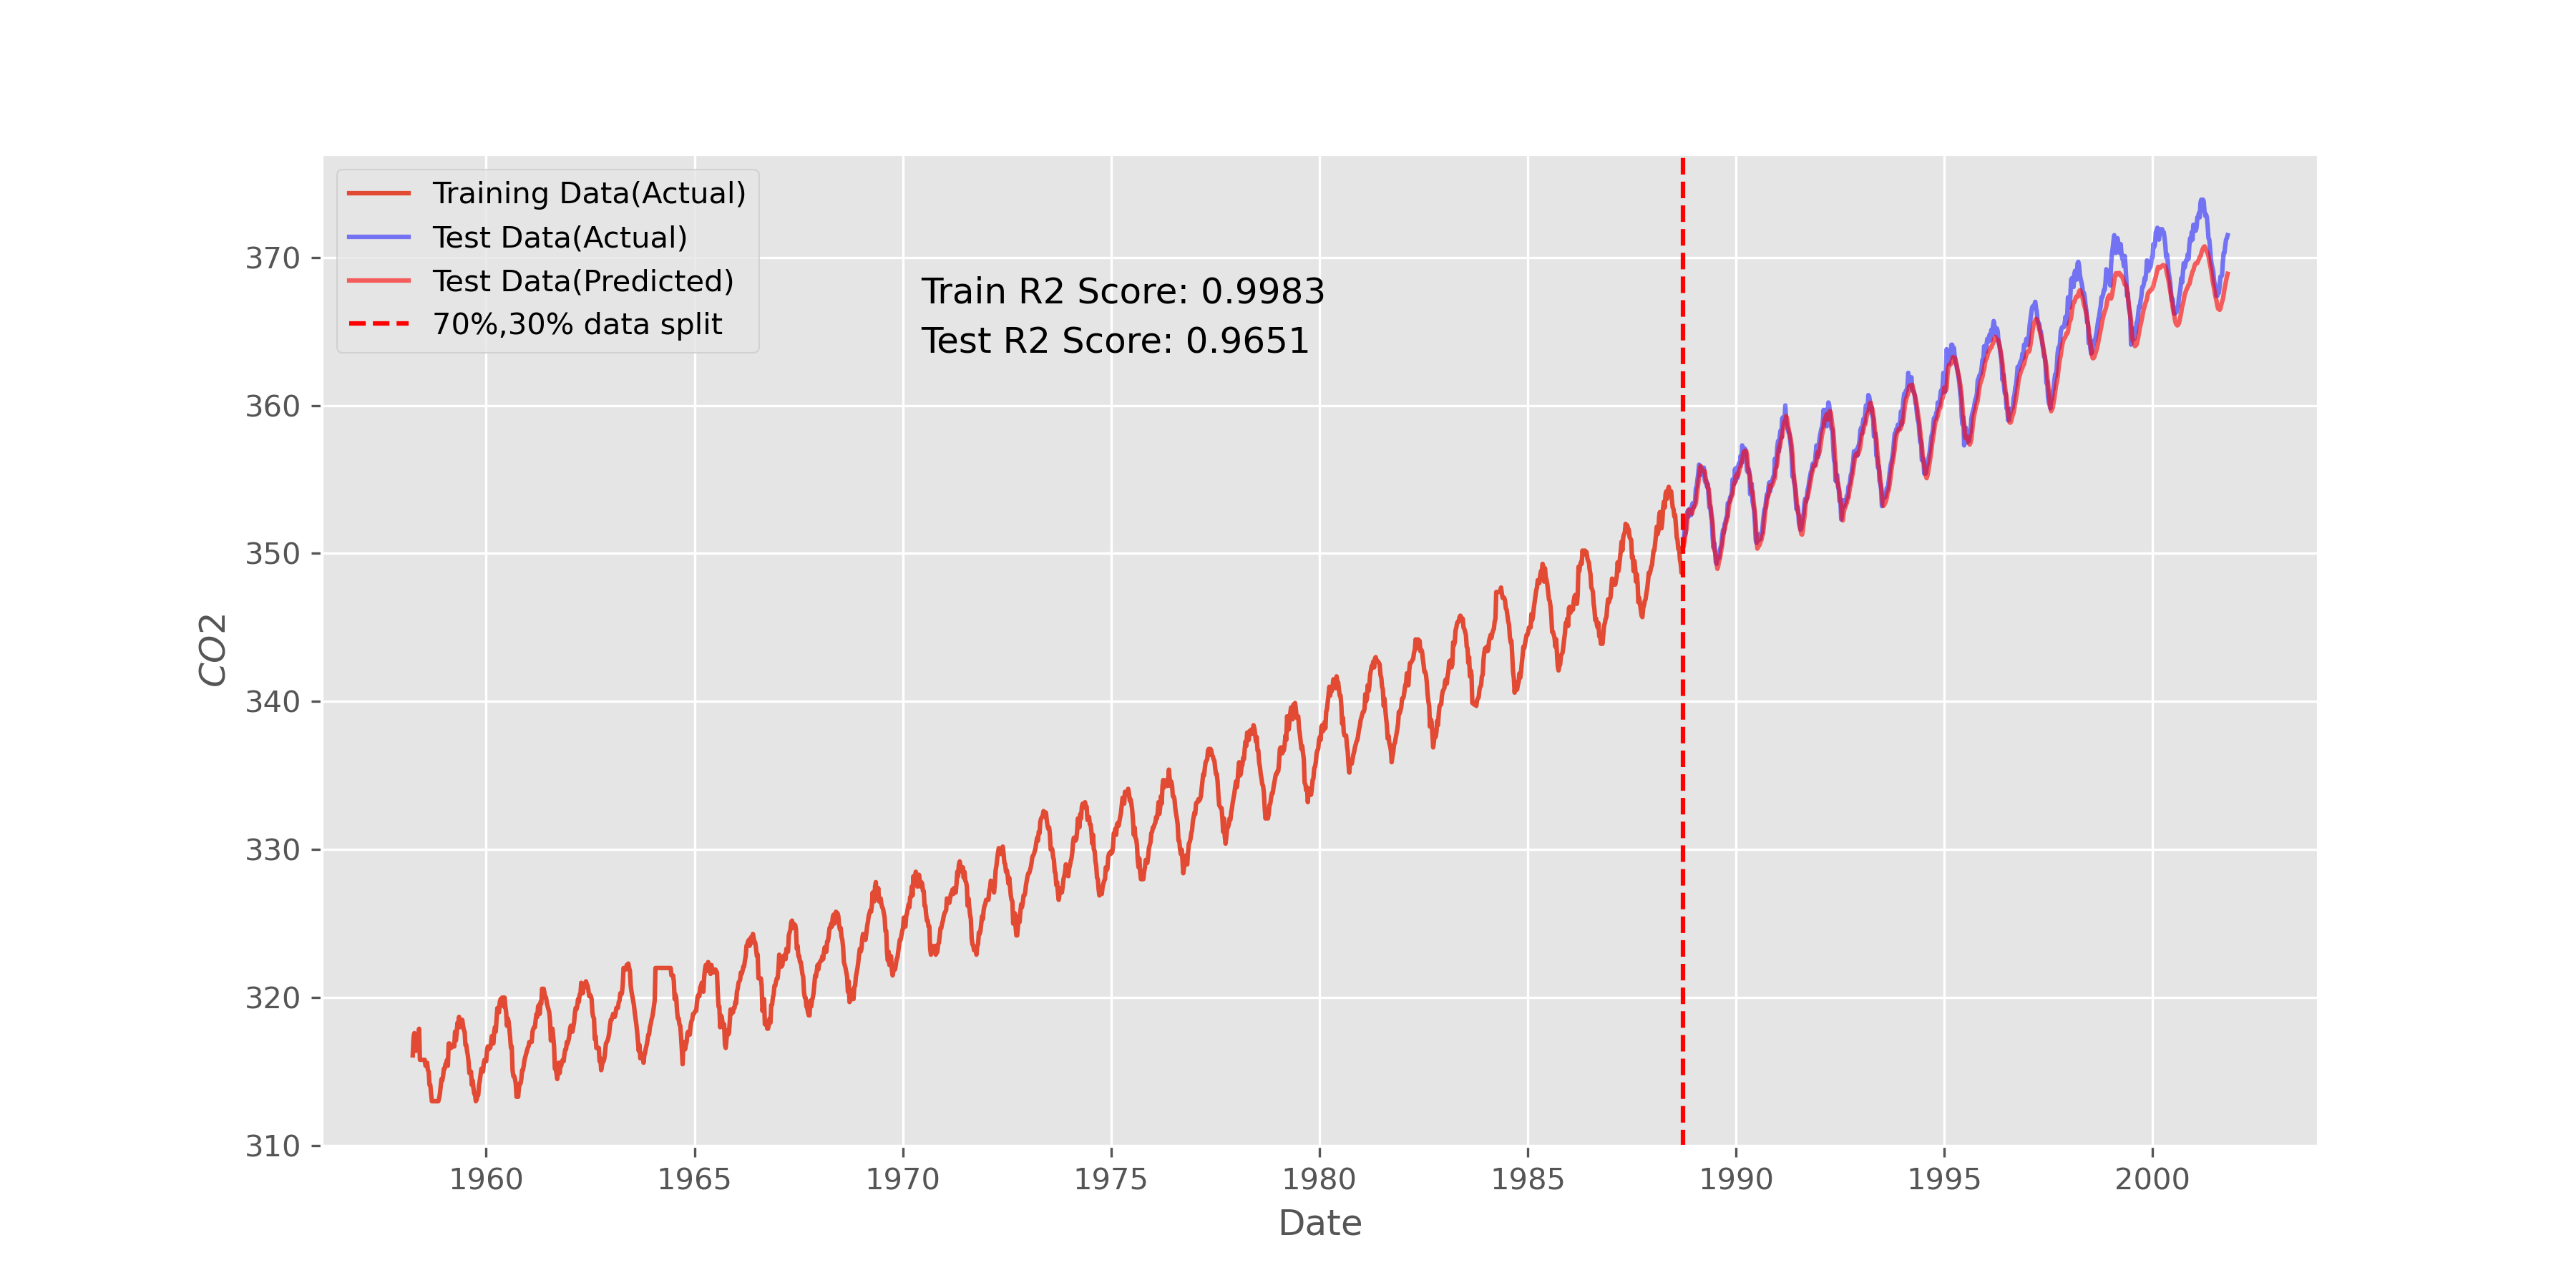 Training Data(Actual)
Test Data(Actual)
Test Data(Predicted)
70%,30% data split
Train R2 Score: 0.9983
Test R2 Score: 0.9651
370
360
350
340
330
320
310
CO2
1960 1965 1970 1975 1980 1985 1990 1995 2000
Date